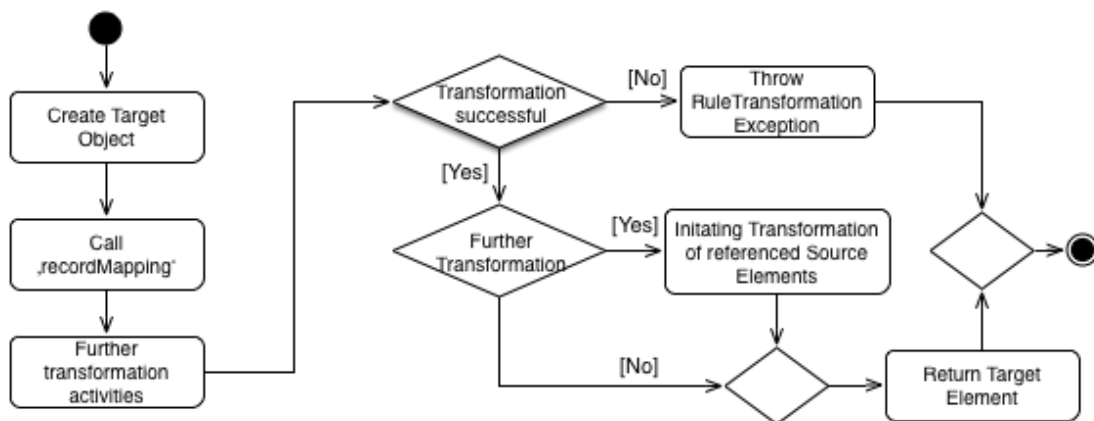 Create Target
Object
Call
„recordMapping“
Further
transformation
activities
Transformation
successful
[No]
Throw
RuleTransformation
Exception
[Yes]
Further
Transformation
[Yes]
Initating Transformation
of referenced Source
Elements
[No]
Return Target
Element